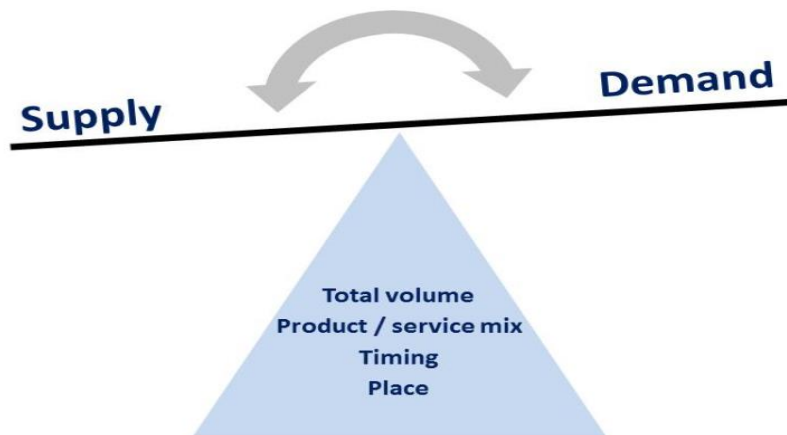 Supply
Demand
Total volume
Product / service mix
Timing
Place